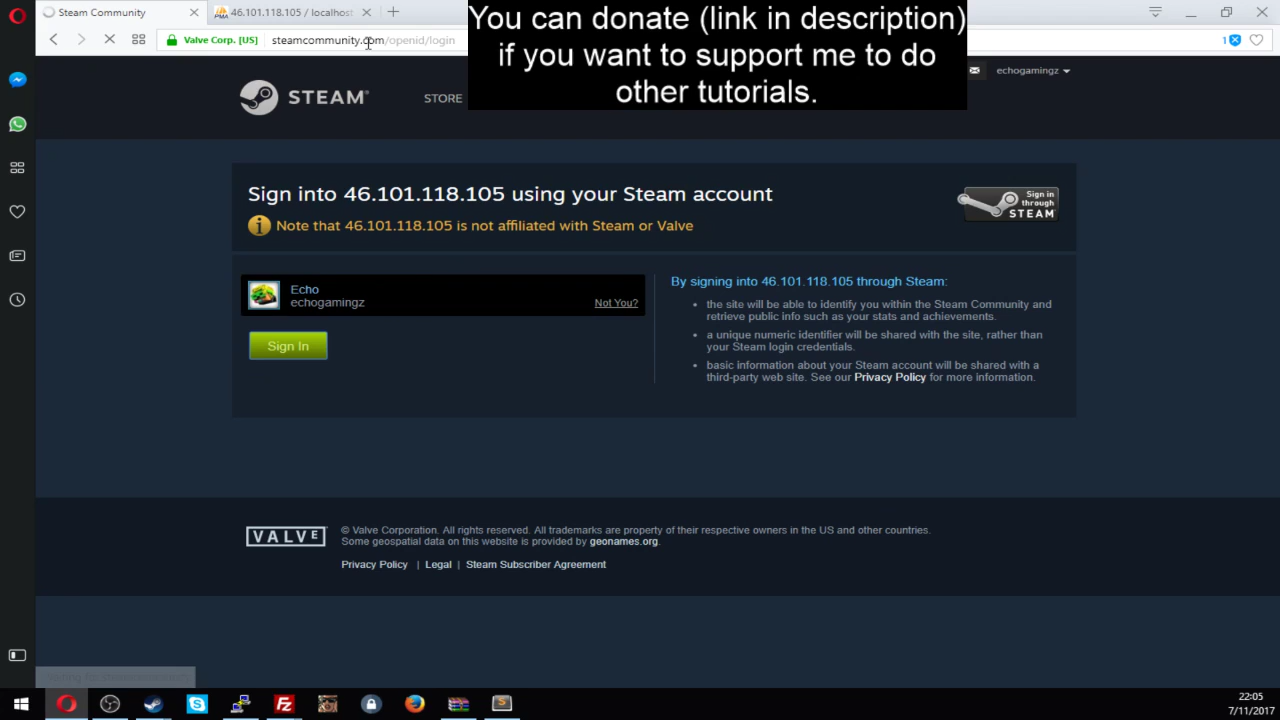 Steam Community
46.101.118.105 / localhost
You can donate (link in description)
if you want to support me to do
other tutorials.
Valve Corp. [US]
steamcommunity.com/openid/login
1
STEAM®
STORE
echogamingz
Sign into 46.101.118.105 using your Steam account
Note that 46.101.118.105 is not affiliated with Steam or Valve
Sign in
through
STEAM
Echo
echogamingz
Not You?
Sign In
By signing into 46.101.118.105 through Steam:
the site will be able to identify you within the Steam Community and
retrieve public info such as your stats and achievements.
a unique numeric identifier will be shared with the site, rather than
your Steam login credentials.
basic information about your Steam account will be shared with a
third-party web site. See our Privacy Policy for more information.
VALVE
© Valve Corporation. All rights reserved. All trademarks are property of their respective owners in the US and other countries.
Some geospatial data on this website is provided by geonames.org.
Privacy Policy | Legal | Steam Subscriber Agreement
22:05
7/11/2017